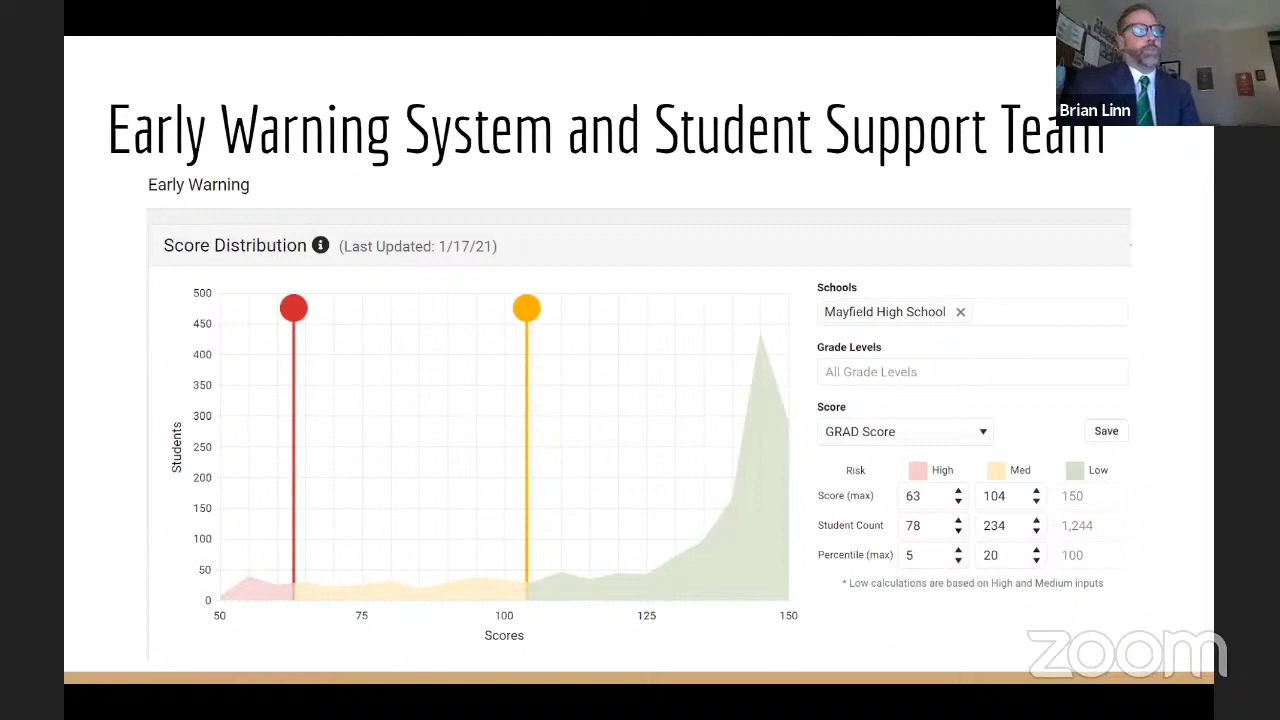 Brian Linn
Early Warning System and Student Support Team
Early Warning
Score Distribution (Last Updated: 1/17/21)
500
450
400
350
300
250
200
150
100
50
0
Students
50 75 100 125 150
Scores
Schools
Mayfield High School ×
Grade Levels
All Grade Levels
Score
GRAD Score
Save
Risk High Med Low
Score (max) 63 104 150
Student Count 78 234 1,244
Percentile (max) 5 20 100
* Low calculations are based on High and Medium inputs
zoom